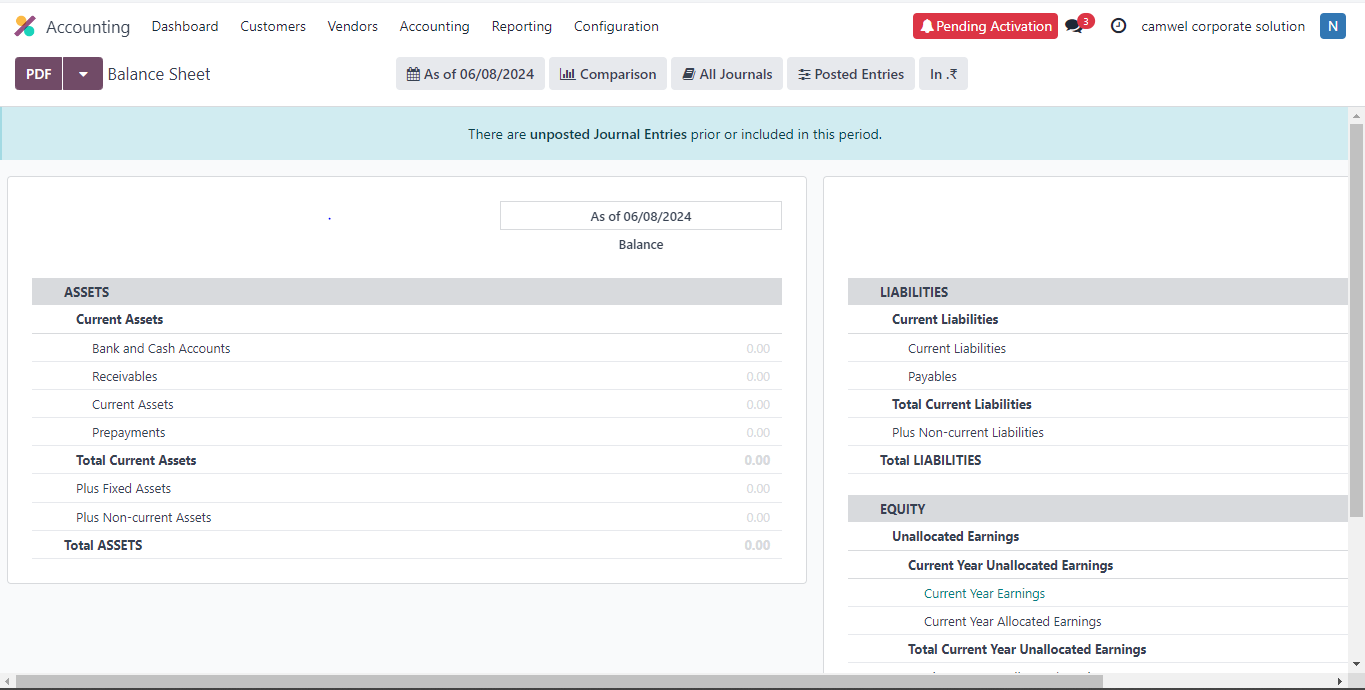 Accounting Dashboard Customers Vendors Accounting Reporting Configuration Pending Activation 3 camwel corporate solution N
PDF Balance Sheet As of 06/08/2024 Comparison All Journals Posted Entries In .₹
There are unposted Journal Entries prior or included in this period.
As of 06/08/2024
Balance
ASSETS
Current Assets
Bank and Cash Accounts 0.00
Receivables 0.00
Current Assets 0.00
Prepayments 0.00
Total Current Assets 0.00
Plus Fixed Assets 0.00
Plus Non-current Assets 0.00
Total ASSETS 0.00
LIABILITIES
Current Liabilities
Current Liabilities
Payables
Total Current Liabilities
Plus Non-current Liabilities
Total LIABILITIES
EQUITY
Unallocated Earnings
Current Year Unallocated Earnings
Current Year Earnings
Current Year Allocated Earnings
Total Current Year Unallocated Earnings